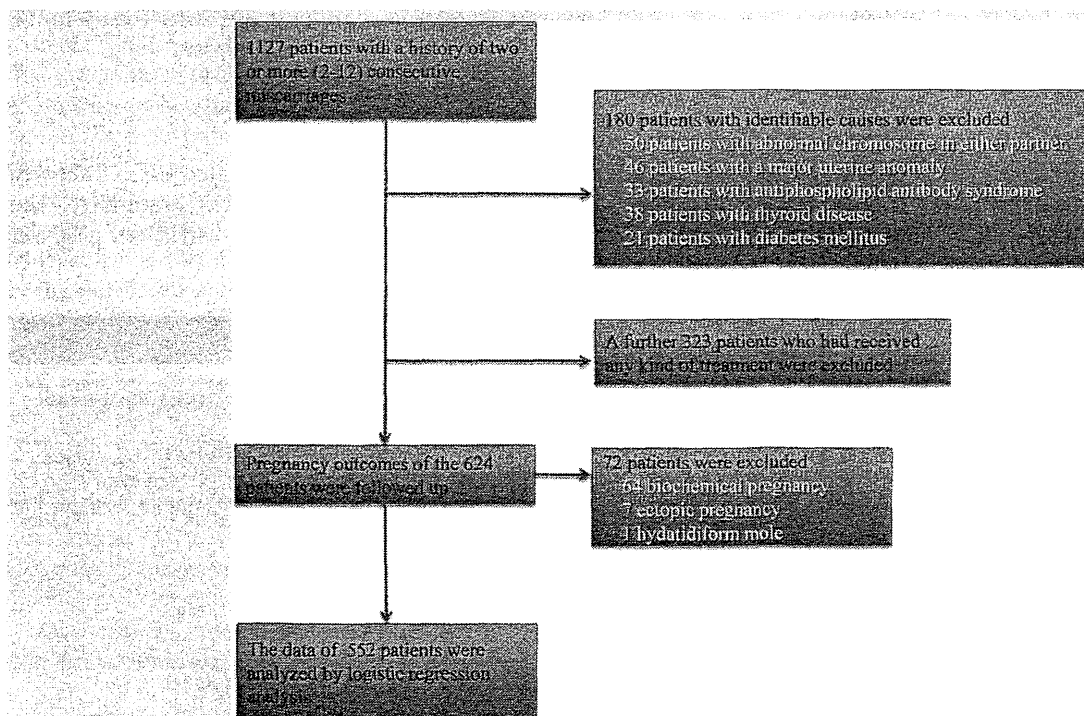 1127 patients with a history of two
or more (2-12) consecutive
miscarriages
180 patients with identifiable causes were excluded
50 patients with abnormal chromosome in either partner
46 patients with a major uterine anomaly
33 patients with antiphospholipid antibody syndrome
38 patients with thyroid disease
21 patients with diabetes mellitus
A further 323 patients who had received
any kind of treatment were excluded
Pregnancy outcomes of the 624
patients were followed up
72 patients were excluded
64 biochemical pregnancy
7 ectopic pregnancy
1 hydatidiform mole
The data of 552 patients were
analyzed by logistic regression
analysis